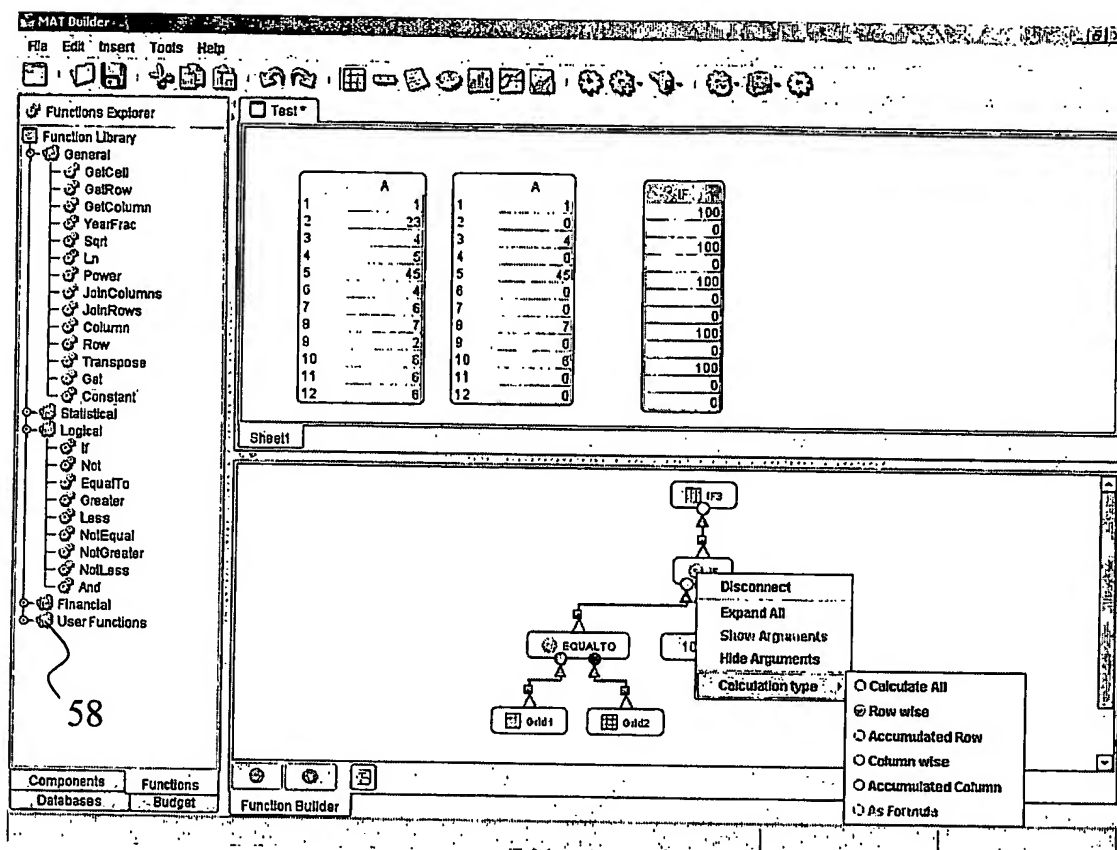 MAT Builder
File Edit Insert Tools Help
Functions Explorer
Test *
Function Library
General
GetCell
GetRow
GetColumn
YearFrac
Sqrt
Ln
Power
JoinColumns
JoinRows
Column
Row
Transpose
Get
Constant
Statistical
Logical
If
Not
EqualTo
Greater
Less
NotEqual
NotGreater
NotLess
And
Financial
User Functions
58
Components Functions
Databases Budget
A A IF
1 1 1 1 100
2 23 2 0 0
3 4 3 4 100
4 5 4 0 0
5 45 5 45 100
6 4 6 0 0
7 6 7 0 0
8 7 8 7 100
9 2 9 0 0
10 6 10 6 100
11 6 11 0 0
12 6 12 0 0
Sheet1
IF3
IF
EQUALTO
10
Grid1 Grid2
Disconnect
Expand All
Show Arguments
Hide Arguments
Calculation type
Calculate All
Row wise
Accumulated Row
Column wise
Accumulated Column
As Formula
Function Builder